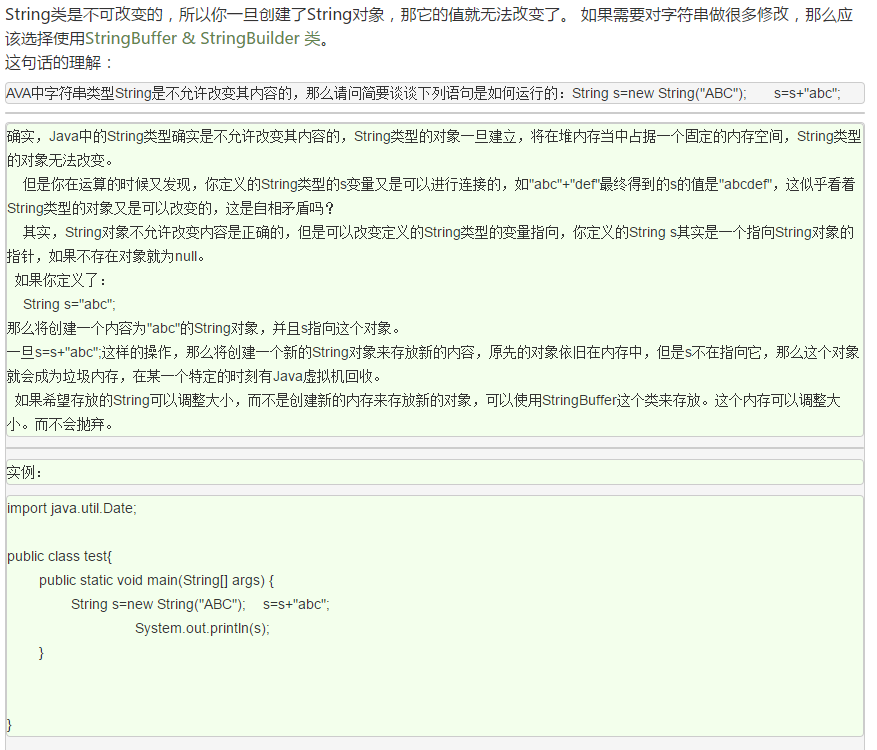 String类是不可改变的，所以你一旦创建了String对象，那它的值就无法改变了。 如果需要对字符串做很多修改，那么应
该选择使用StringBuffer & StringBuilder 类。
这句话的理解：
AVA中字符串类型String是不允许改变其内容的，那么请问简要谈谈下列语句是如何运行的：String s=new String("ABC"); s=s+"abc";
确实，Java中的String类型确实是不允许改变其内容的，String类型的对象一旦建立，将在堆内存当中占据一个固定的内存空间，String类型
的对象无法改变。
但是你在运算的时候又发现，你定义的String类型的s变量又是可以进行连接的，如"abc"+"def"最终得到的s的值是"abcdef"，这似乎看着
String类型的对象又是可以改变的，这是自相矛盾吗？
其实，String对象不允许改变内容是正确的，但是可以改变定义的String类型的变量指向，你定义的String s其实是一个指向String对象的
指针，如果不存在对象就为null。
如果你定义了：
String s="abc";
那么将创建一个内容为"abc"的String对象，并且s指向这个对象。
一旦s=s+"abc";这样的操作，那么将创建一个新的String对象来存放新的内容，原先的对象依旧在内存中，但是s不在指向它，那么这个对象
就会成为垃圾内存，在某一个特定的时刻有Java虚拟机回收。
如果希望存放的String可以调整大小，而不是创建新的内存来存放新的对象，可以使用StringBuffer这个类来存放。这个内存可以调整大
小。而不会抛弃。
实例：
import java.util.Date;
public class test{
public static void main(String[] args) {
String s=new String("ABC"); s=s+"abc";
System.out.println(s);
}
}